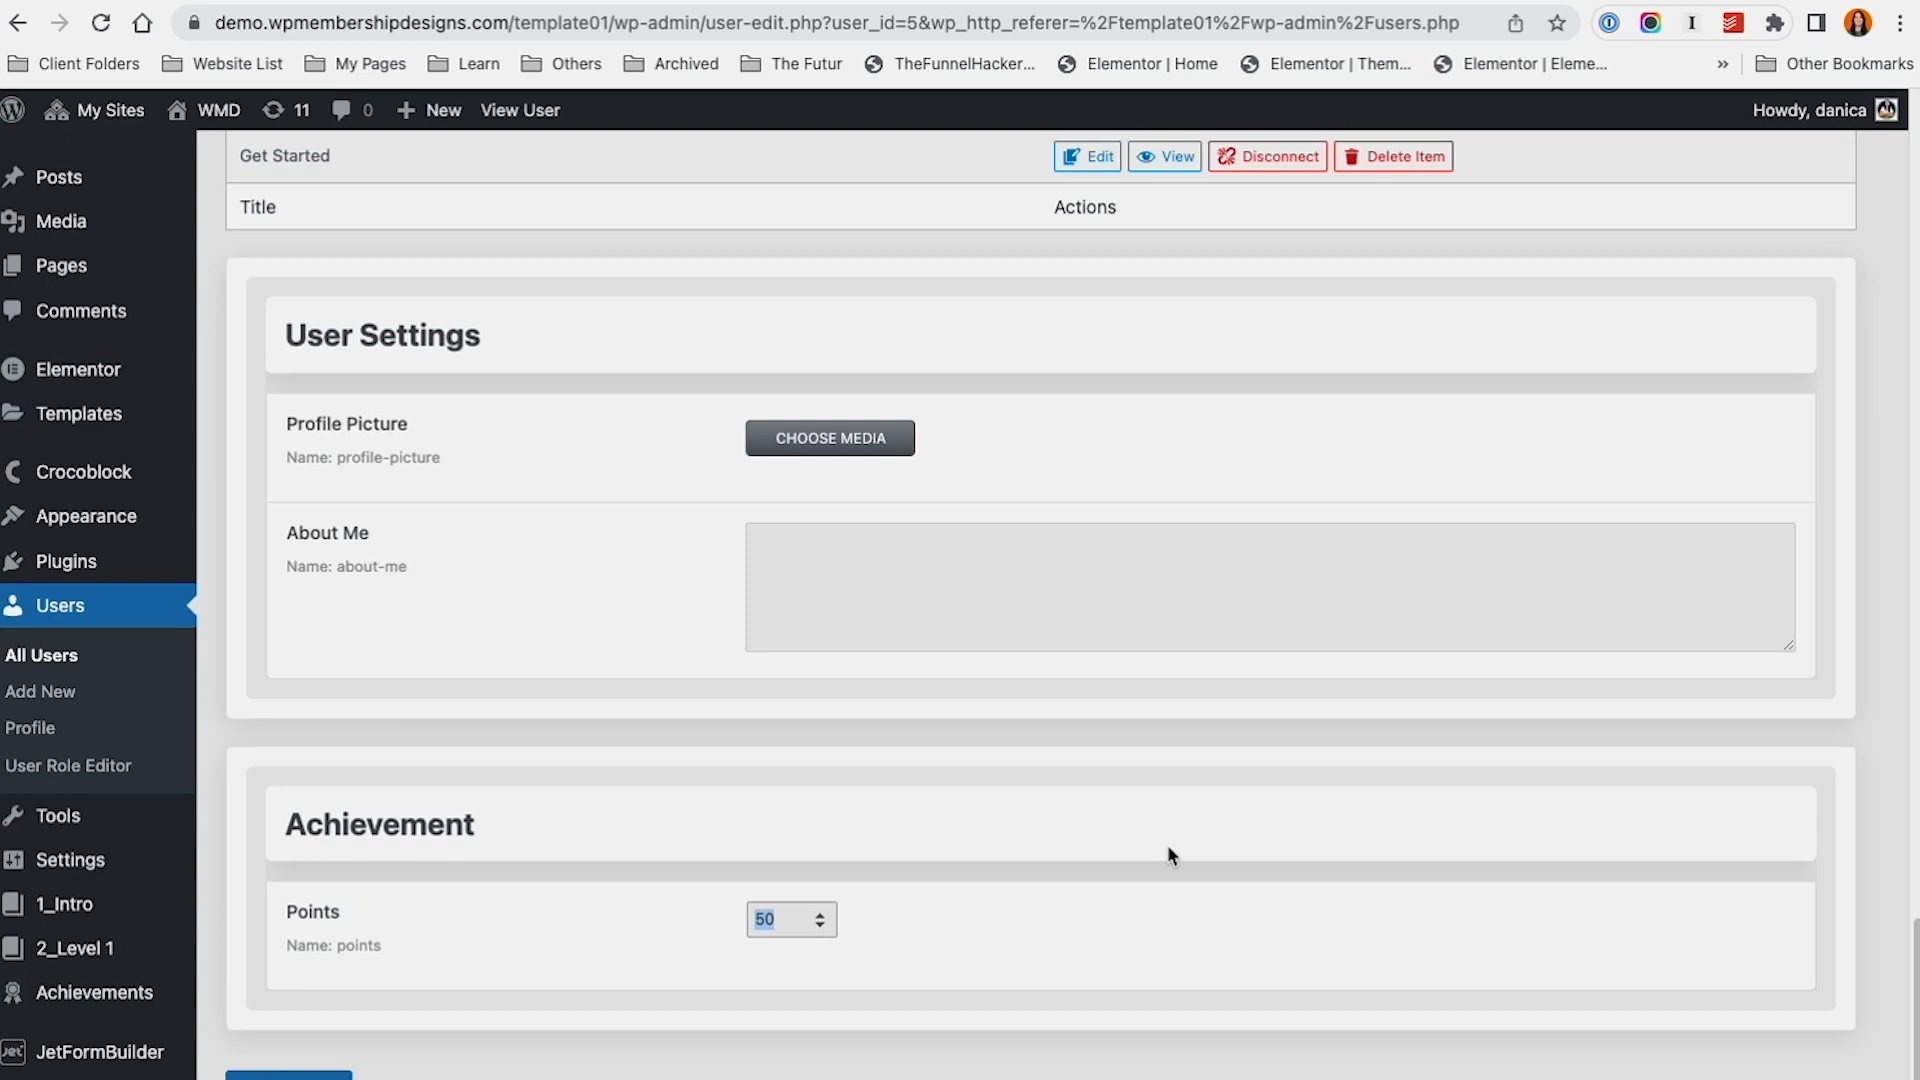 demo.wpmembershipdesigns.com/template01/wp-admin/user-edit.php?user_id=5&wp_http_referer=%2Ftemplate01%2Fwp-admin%2Fusers.php
Client Folders
Website List
My Pages
Learn
Others
Archived
The Futur
TheFunnelHacker...
Elementor | Home
Elementor | Them...
Elementor | Eleme...
»
Other Bookmarks
My Sites
WMD
11
0
New
View User
Howdy, danica
Posts
Media
Pages
Comments
Elementor
Templates
Crocoblock
Appearance
Plugins
Users
All Users
Add New
Profile
User Role Editor
Tools
Settings
1_Intro
2_Level 1
Achievements
JetFormBuilder
Get Started
Edit
View
Disconnect
Delete Item
Title
Actions
User Settings
Profile Picture
Name: profile-picture
CHOOSE MEDIA
About Me
Name: about-me
Achievement
Points
Name: points
50